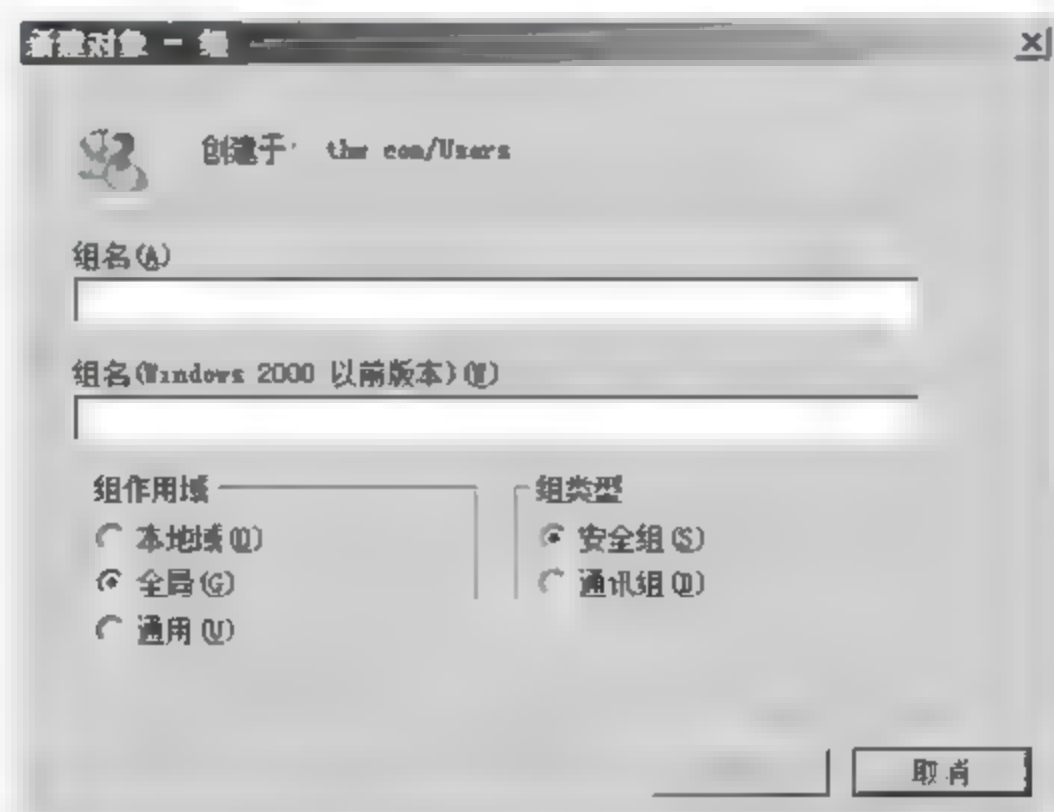 新建对象 - 组
创建于: thw com/Users
组名(A)
组名(Windows 2000 以前版本)(W)
组作用域
组类型
本地域(O)
安全组(S)
全局(G)
通讯组(D)
通用(U)
取消